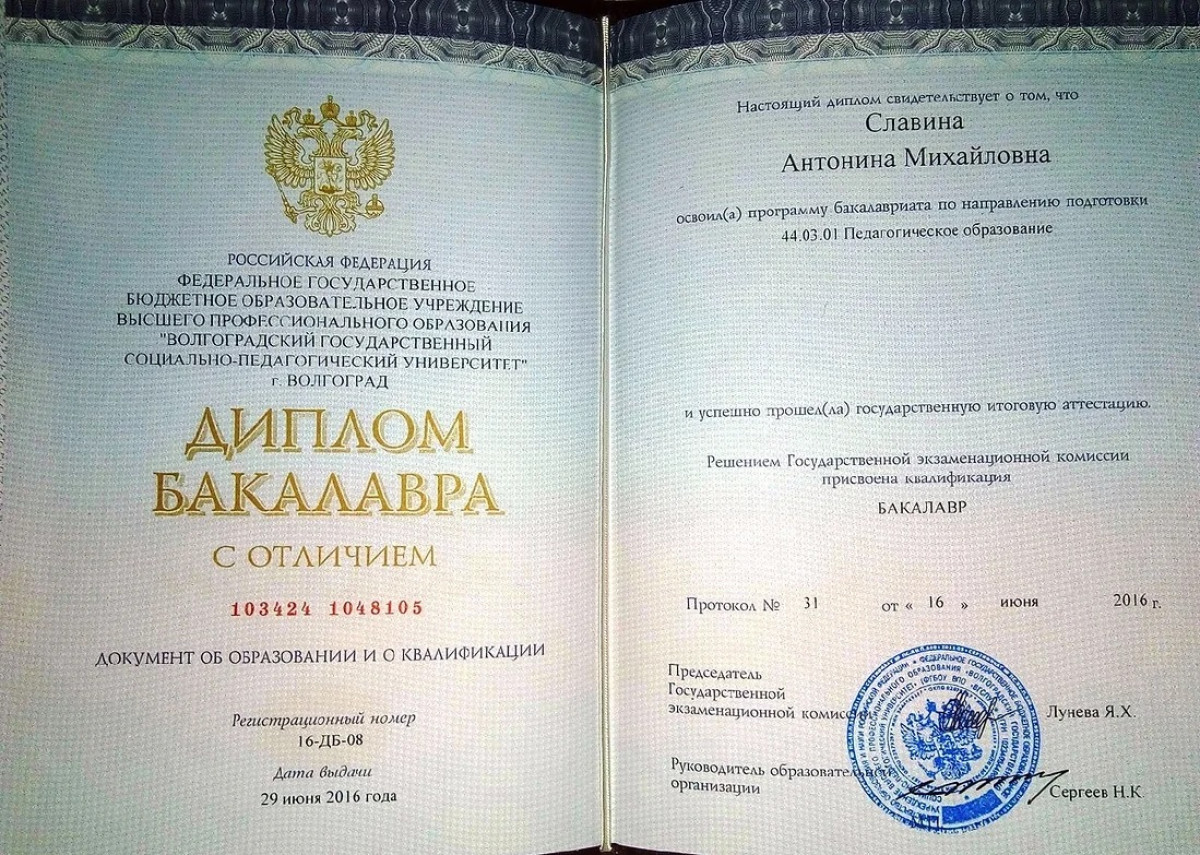 РОССИЙСКАЯ ФЕДЕРАЦИЯ
ФЕДЕРАЛЬНОЕ ГОСУДАРСТВЕННОЕ
БЮДЖЕТНОЕ ОБРАЗОВАТЕЛЬНОЕ УЧРЕЖДЕНИЕ
ВЫСШЕГО ПРОФЕССИОНАЛЬНОГО ОБРАЗОВАНИЯ
"ВОЛГОГРАДСКИЙ ГОСУДАРСТВЕННЫЙ
СОЦИАЛЬНО-ПЕДАГОГИЧЕСКИЙ УНИВЕРСИТЕТ"
г. ВОЛГОГРАД
ДИПЛОМ
БАКАЛАВРА
С ОТЛИЧИЕМ
103424 1048105
ДОКУМЕНТ ОБ ОБРАЗОВАНИИ И О КВАЛИФИКАЦИИ
Регистрационный номер
16-ДБ-08
Дата выдачи
29 июня 2016 года
Настоящий диплом свидетельствует о том, что
Славина
Антонина Михайловна
освоил(а) программу бакалавриата по направлению подготовки
44.03.01 Педагогическое образование
и успешно прошел(ла) государственную итоговую аттестацию.
Решением Государственной экзаменационной комиссии
присвоена квалификация
БАКАЛАВР
Протокол № 31 от « 16 » июня 2016 г.
Председатель
Государственной
экзаменационной комиссии Лунева Я.Х.
Руководитель образовательной
организации Сергеев Н.К.
М.П.